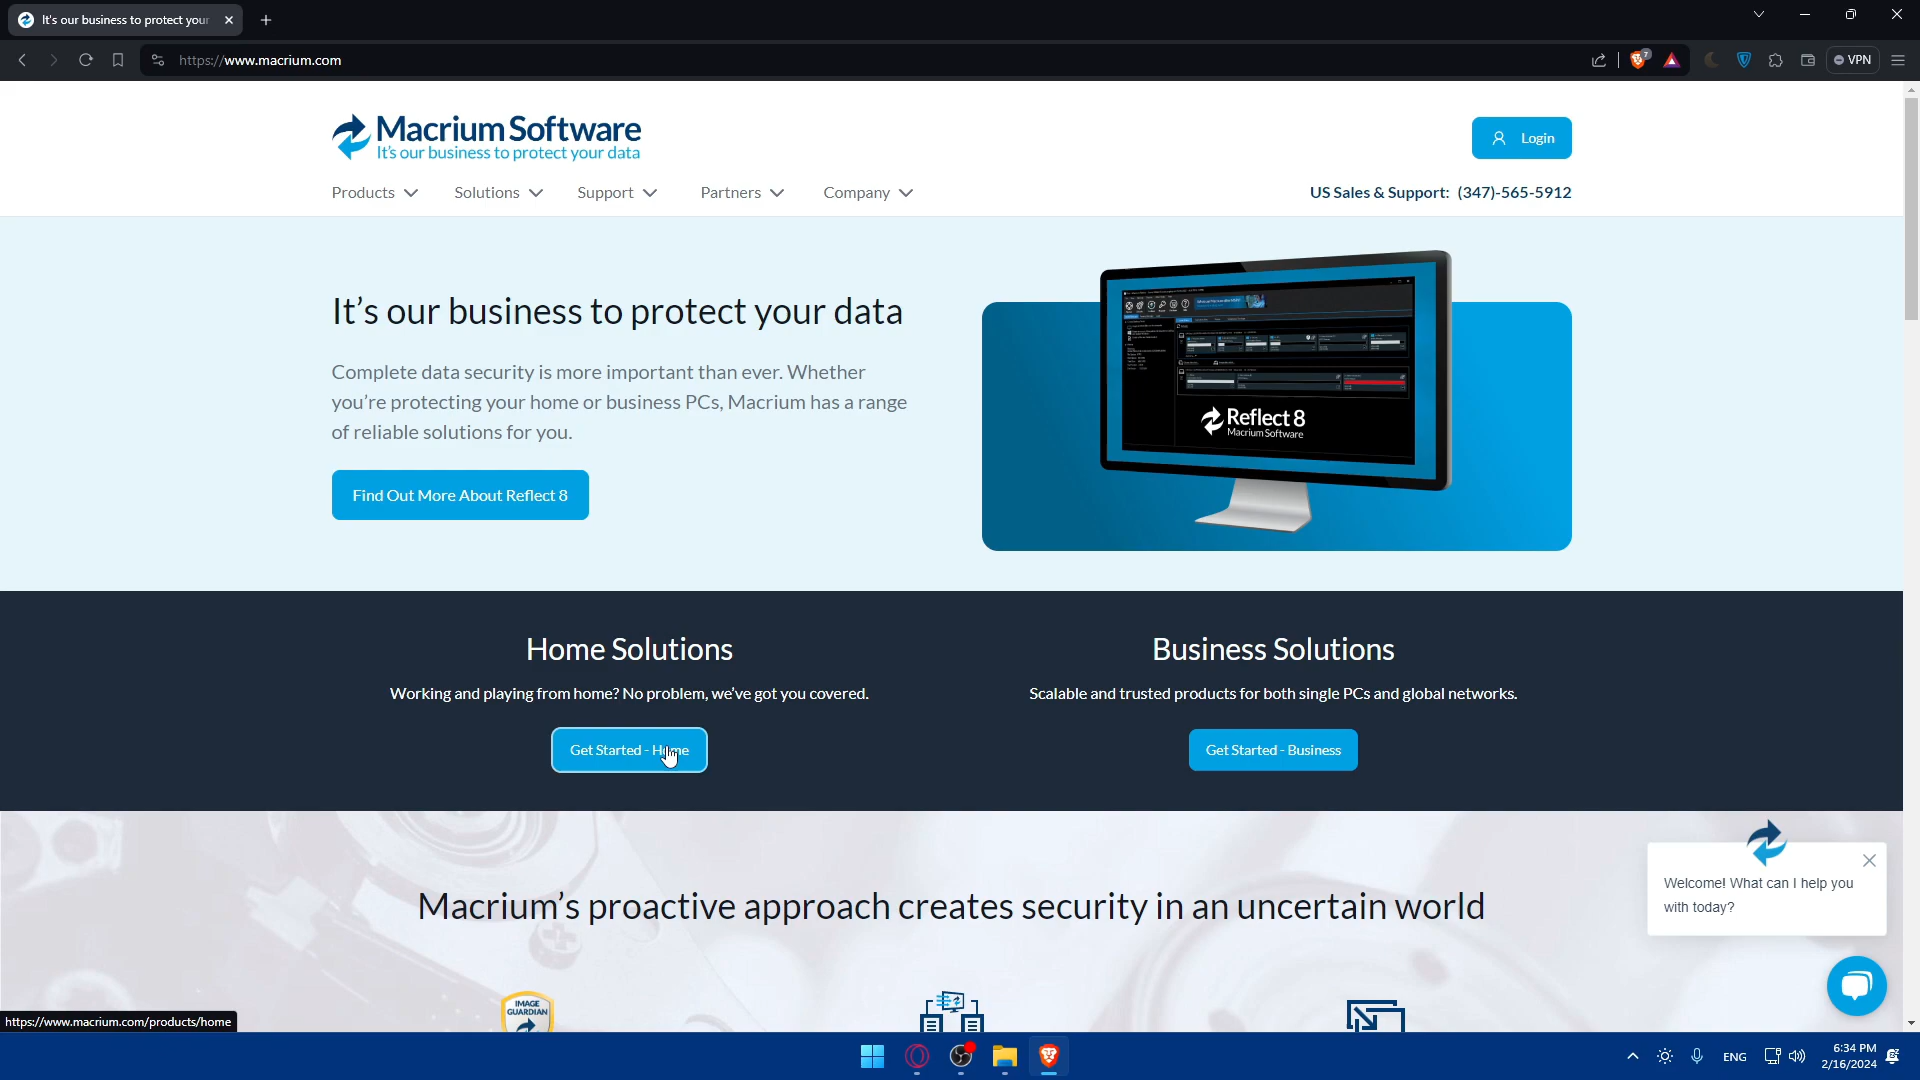 It's our business to protect your
https://www.macrium.com
7
VPN
Macrium Software
It's our business to protect your data
Login
Products
Solutions
Support
Partners
Company
US Sales & Support: (347)-565-5912
It's our business to protect your data
Complete data security is more important than ever. Whether
you're protecting your home or business PCs, Macrium has a range
of reliable solutions for you.
Find Out More About Reflect 8
Reflect 8
Macrium Software
Home Solutions
Working and playing from home? No problem, we've got you covered.
Get Started - Home
Business Solutions
Scalable and trusted products for both single PCs and global networks.
Get Started - Business
Macrium's proactive approach creates security in an uncertain world
Welcome! What can I help you
with today?
IMAGE
GUARDIAN
https://www.macrium.com/products/home
ENG
6:34 PM
2/16/2024